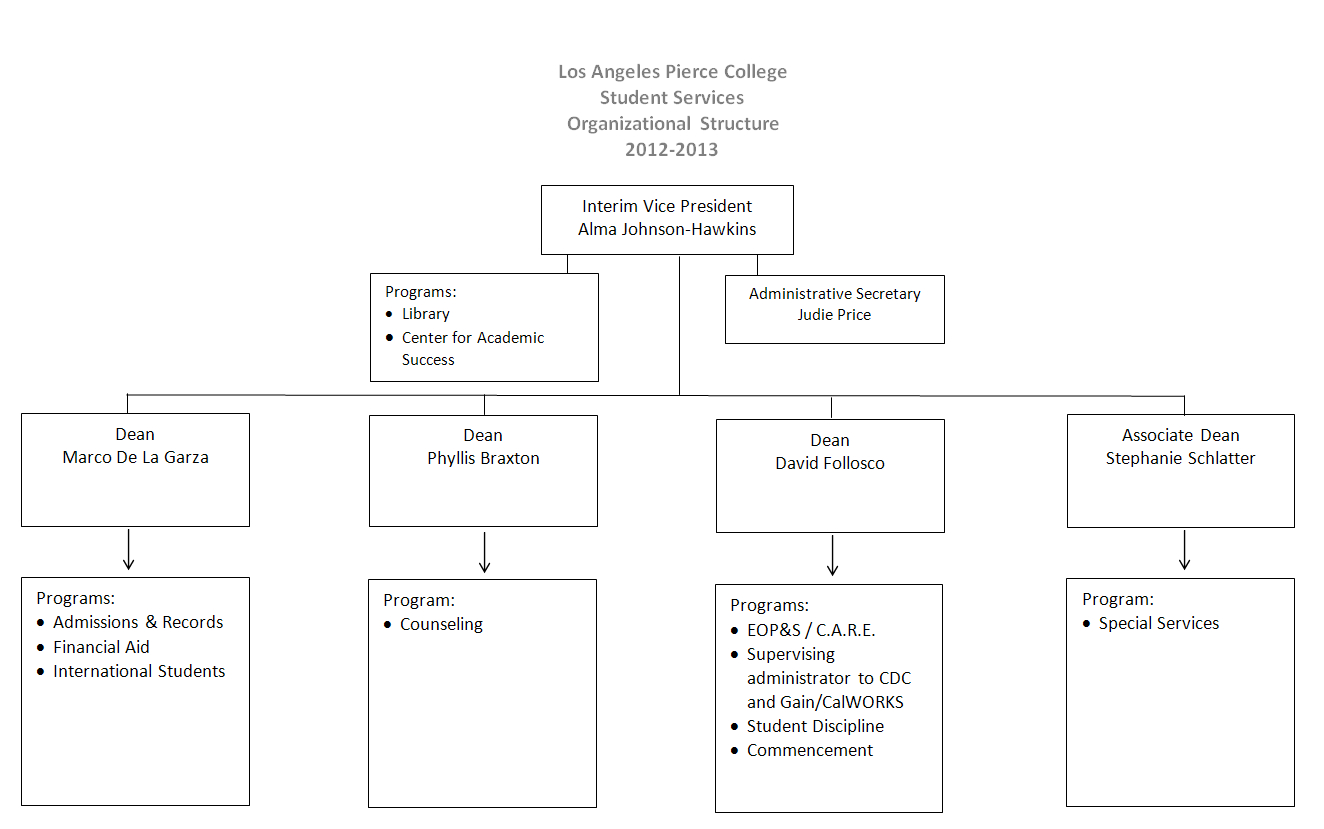 Los Angeles Pierce College
Student Services
Organizational Structure
2012-2013
Interim Vice President
Alma Johnson-Hawkins
Programs:
• Library
• Center for Academic
Success
Administrative Secretary
Judie Price
Dean
Marco De La Garza
Dean
Phyllis Braxton
Dean
David Follosco
Associate Dean
Stephanie Schlatter
Programs:
• Admissions & Records
• Financial Aid
• International Students
Program:
• Counseling
Programs:
• EOP&S / C.A.R.E.
• Supervising
administrator to CDC
and Gain/CalWORKS
• Student Discipline
• Commencement
Program:
• Special Services